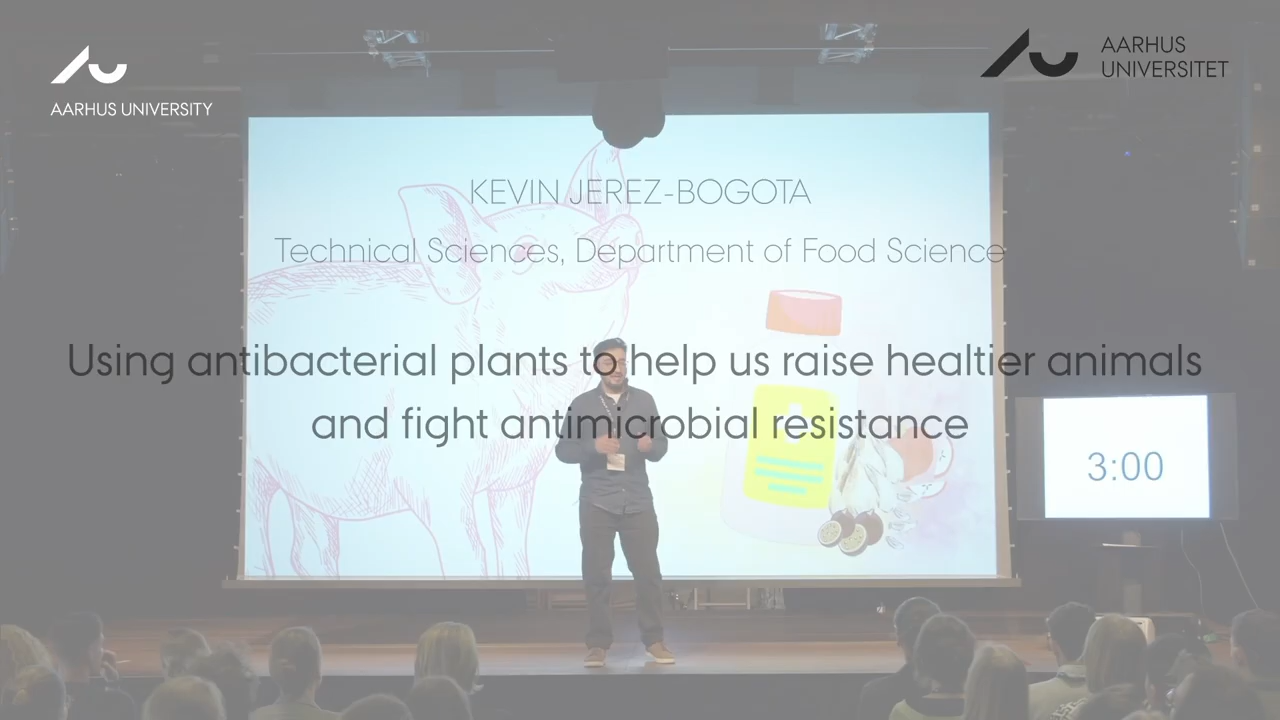 AARHUS UNIVERSITY
AARHUS
UNIVERSITET
KEVIN JEREZ-BOGOTA
Technical Sciences, Department of Food Science
Using antibacterial plants to help us raise healtier animals
and fight antimicrobial resistance
3:00